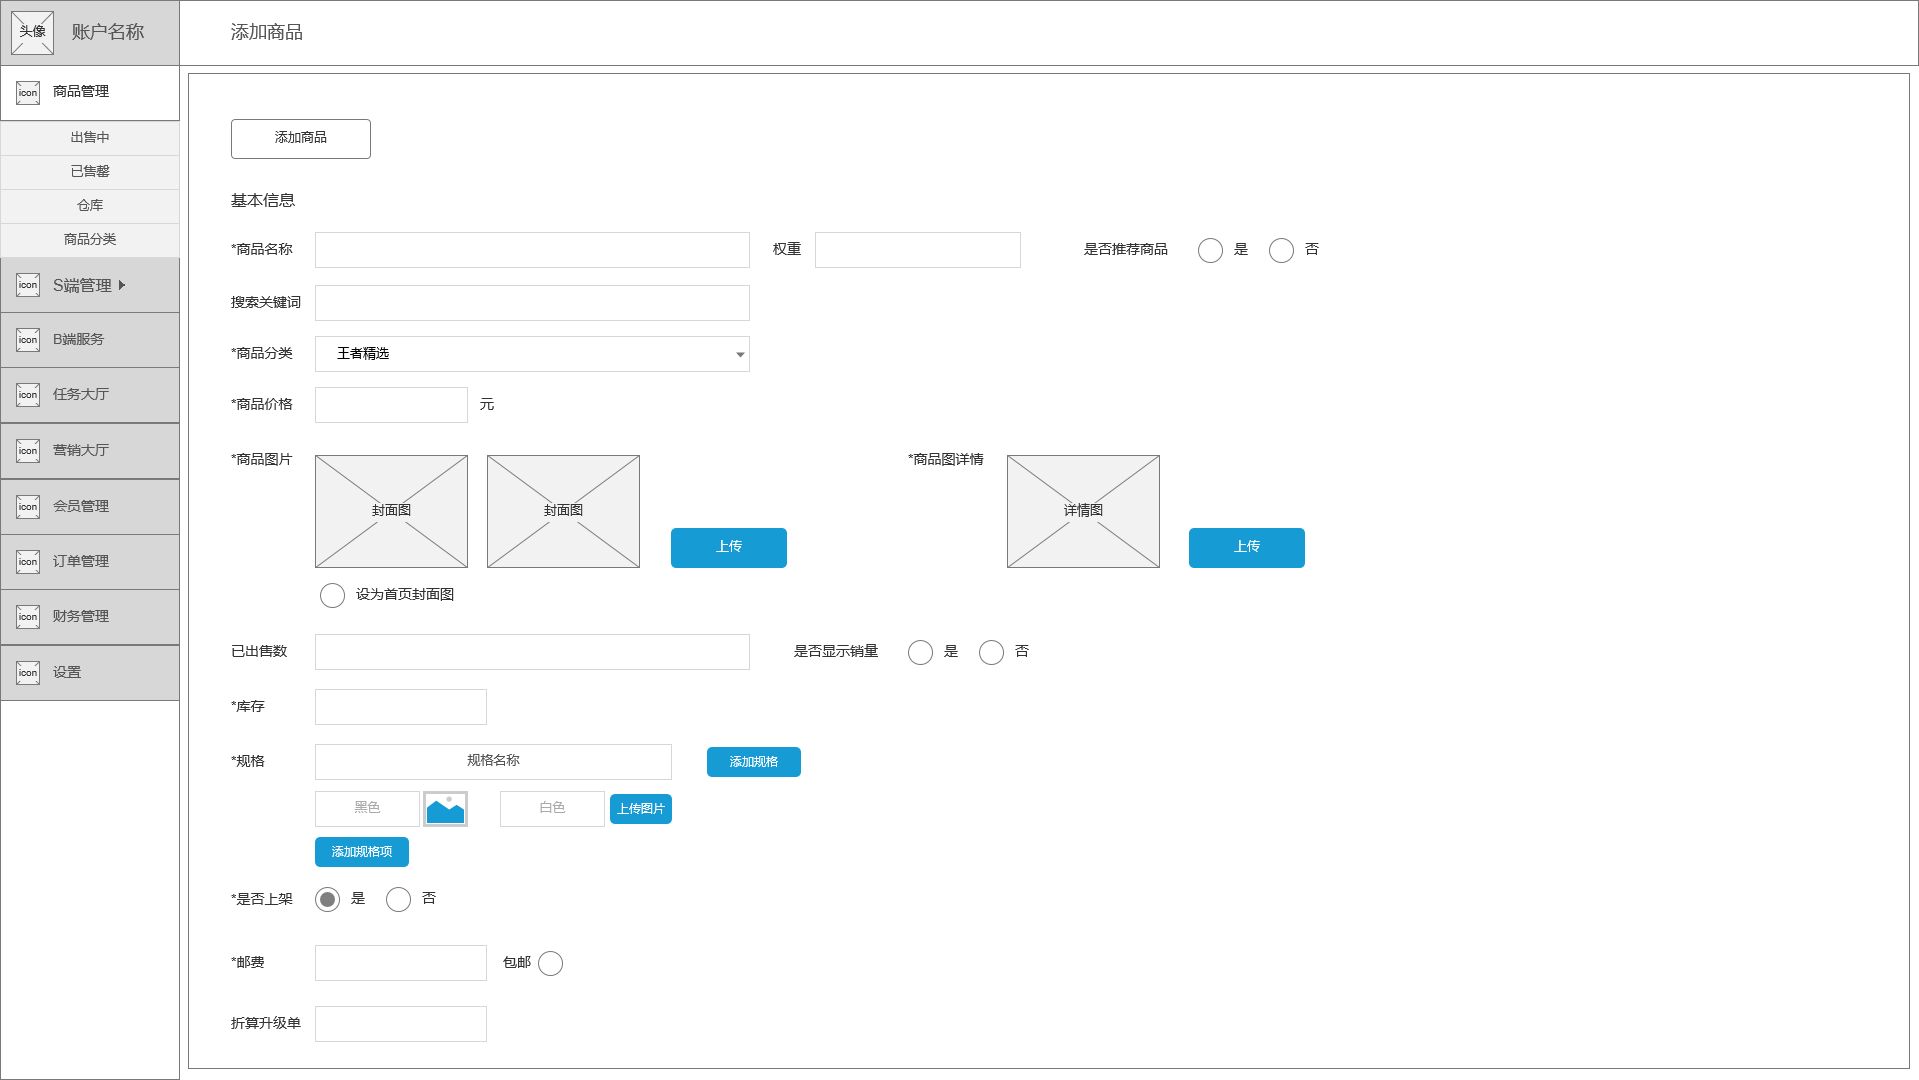 头像
账户名称
添加商品
icon
商品管理
出售中
已售罄
仓库
商品分类
icon
S端管理
icon
B端服务
icon
任务大厅
icon
营销大厅
icon
会员管理
icon
订单管理
icon
财务管理
icon
设置
添加商品
基本信息
*商品名称
权重
是否推荐商品
是
否
搜索关键词
*商品分类
王者精选
*商品价格
元
*商品图片
封面图
封面图
上传
*商品图详情
详情图
上传
设为首页封面图
已出售数
是否显示销量
是
否
*库存
*规格
规格名称
添加规格
黑色
白色
上传图片
添加规格项
*是否上架
是
否
*邮费
包邮
折算升级单